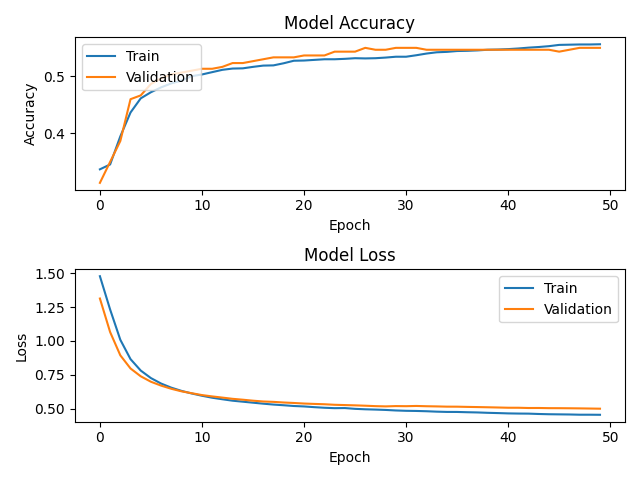 Model Accuracy
Train
Validation
0.5
0.4
Accuracy
0 10 20 30 40 50
Epoch
Model Loss
Train
Validation
1.50
1.25
1.00
0.75
0.50
Loss
0 10 20 30 40 50
Epoch